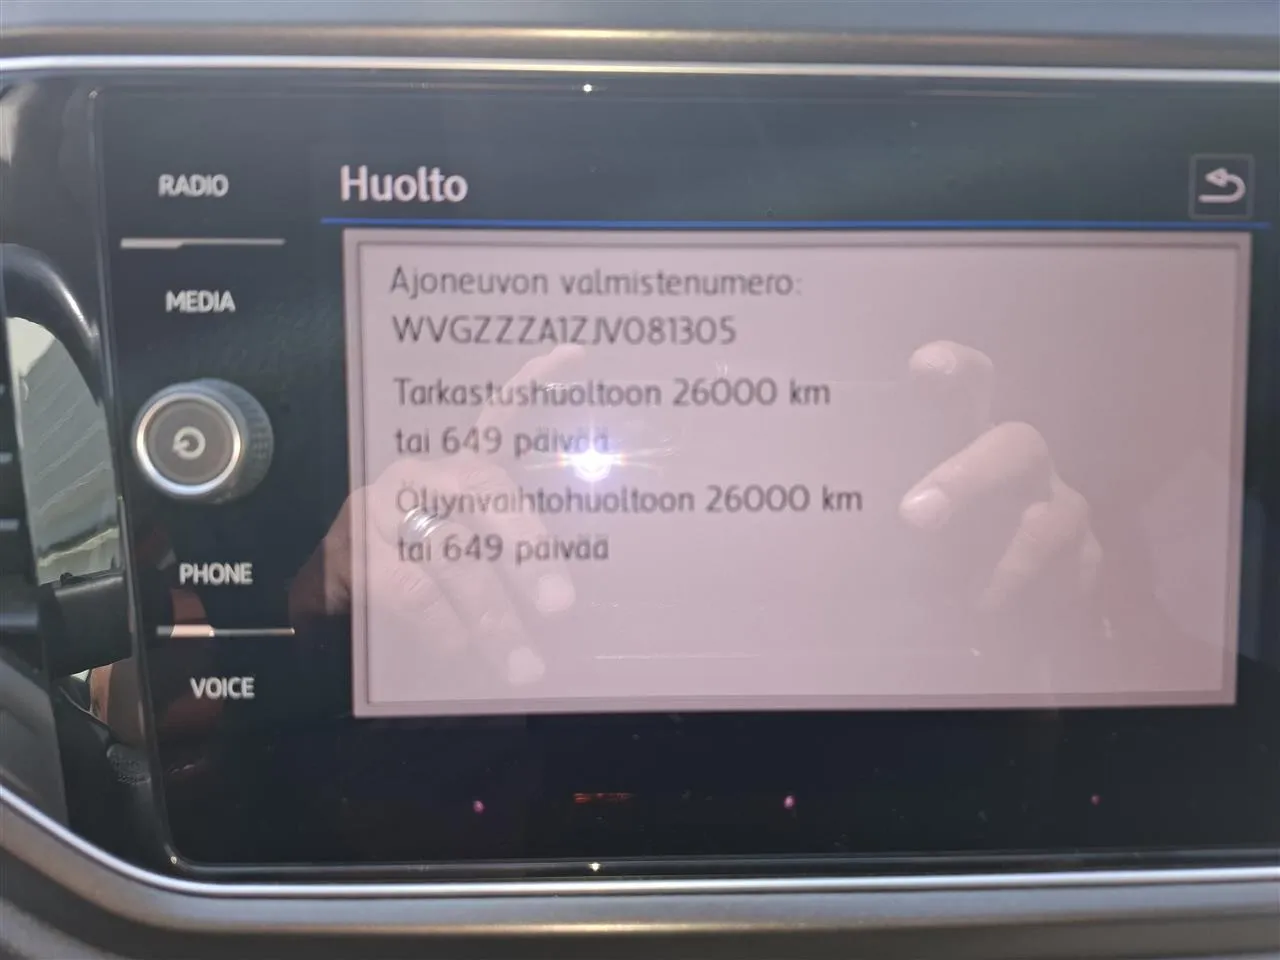 RADIO
Huolto
MEDIA
Ajoneuvon valmistenumero:
WVGZZZA1ZJV081305
Tarkastushuoltoon 26000 km
tai 649 päivää
Öljynvaihtohuoltoon 26000 km
tai 649 päivää
PHONE
VOICE